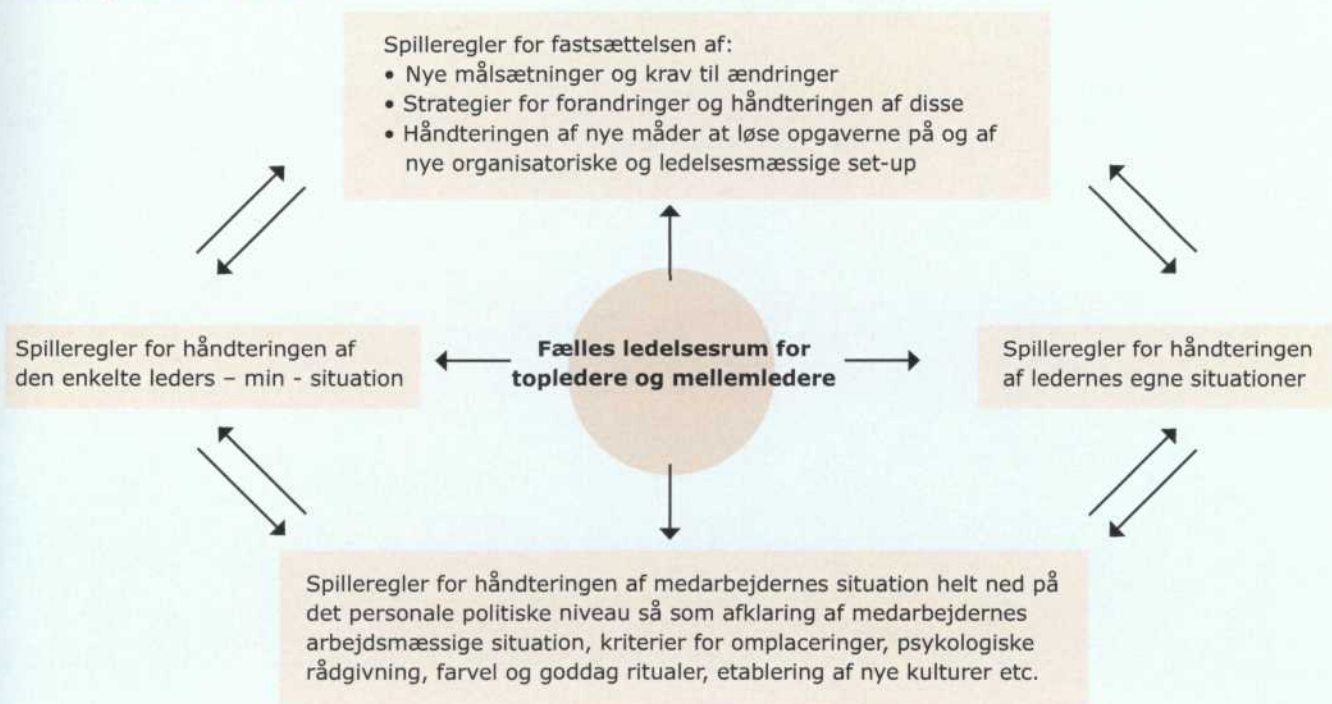 Spilleregler for fastsættelsen af:
• Nye målsætninger og krav til ændringer
• Strategier for forandringer og håndteringen af disse
• Håndteringen af nye måder at løse opgaverne på og af
nye organisatoriske og ledelsesmæssige set-up
Spilleregler for håndteringen af
den enkelte leders – min - situation
Fælles ledelsesrum for
topledere og mellemledere
Spilleregler for håndteringen
af ledernes egne situationer
Spilleregler for håndteringen af medarbejdernes situation helt ned på
det personale politiske niveau så som afklaring af medarbejdernes
arbejdsmæssige situation, kriterier for omplaceringer, psykologiske
rådgivning, farvel og goddag ritualer, etablering af nye kulturer etc.